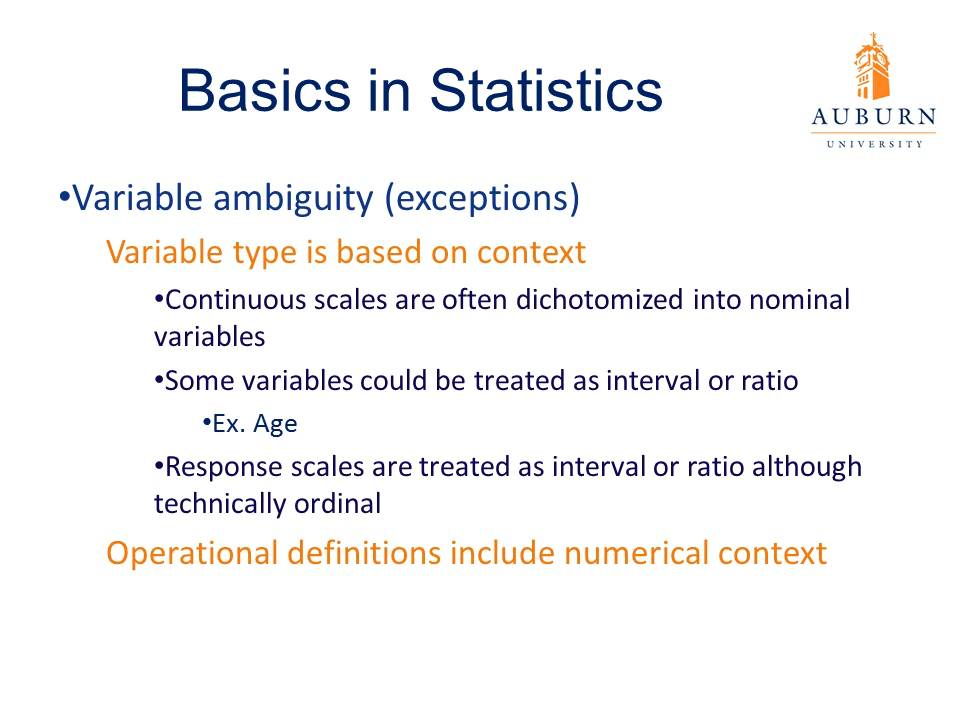 Basics in Statistics
AUBURN
UNIVERSITY
•Variable ambiguity (exceptions)
Variable type is based on context
•Continuous scales are often dichotomized into nominal
variables
•Some variables could be treated as interval or ratio
•Ex. Age
•Response scales are treated as interval or ratio although
technically ordinal
Operational definitions include numerical context